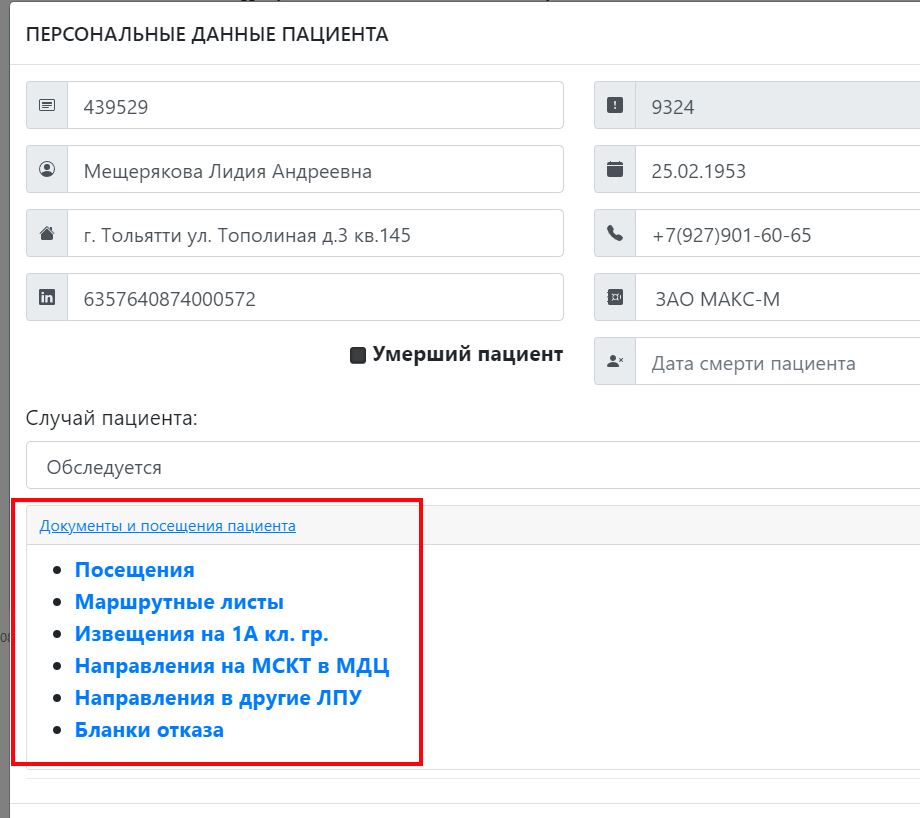 ПЕРСОНАЛЬНЫЕ ДАННЫЕ ПАЦИЕНТА
439529
9324
Мещерякова Лидия Андреевна
25.02.1953
г. Тольятти ул. Тополиная д.3 кв.145
+7(927)901-60-65
6357640874000572
ЗАО МАКС-М
Умерший пациент
Дата смерти пациента
Случай пациента:
Обследуется
Документы и посещения пациента
Посещения
Маршрутные листы
Извещения на 1А кл. гр.
Направления на МСКТ в МДЦ
Направления в другие ЛПУ
Бланки отказа